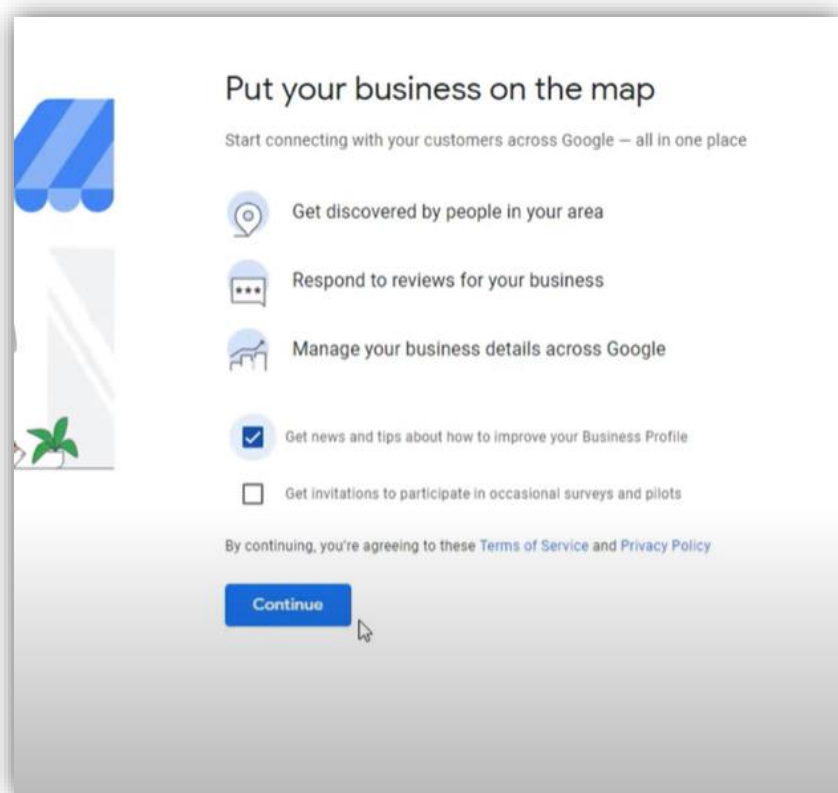 Put your business on the map
Start connecting with your customers across Google — all in one place
Get discovered by people in your area
Respond to reviews for your business
Manage your business details across Google
Get news and tips about how to improve your Business Profile
Get invitations to participate in occasional surveys and pilots
By continuing, you're agreeing to these Terms of Service and Privacy Policy
Continue